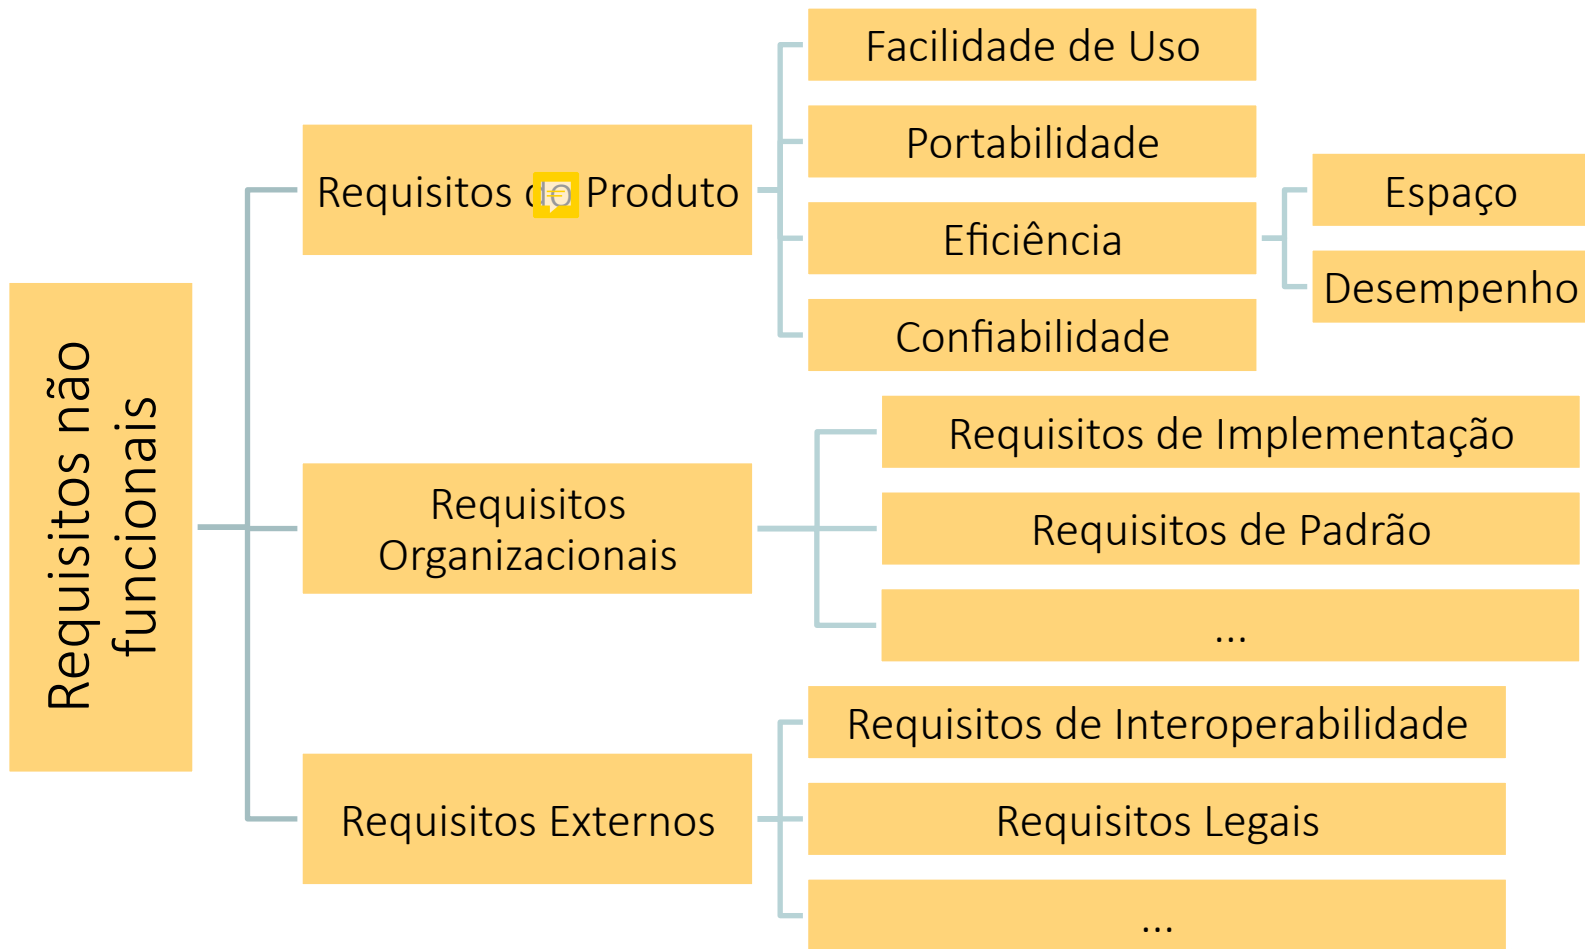 Requisitos não
funcionais
Requisitos do Produto
Facilidade de Uso
Portabilidade
Eficiência
Espaço
Desempenho
Confiabilidade
Requisitos
Organizacionais
Requisitos de Implementação
Requisitos de Padrão
...
Requisitos Externos
Requisitos de Interoperabilidade
Requisitos Legais
...